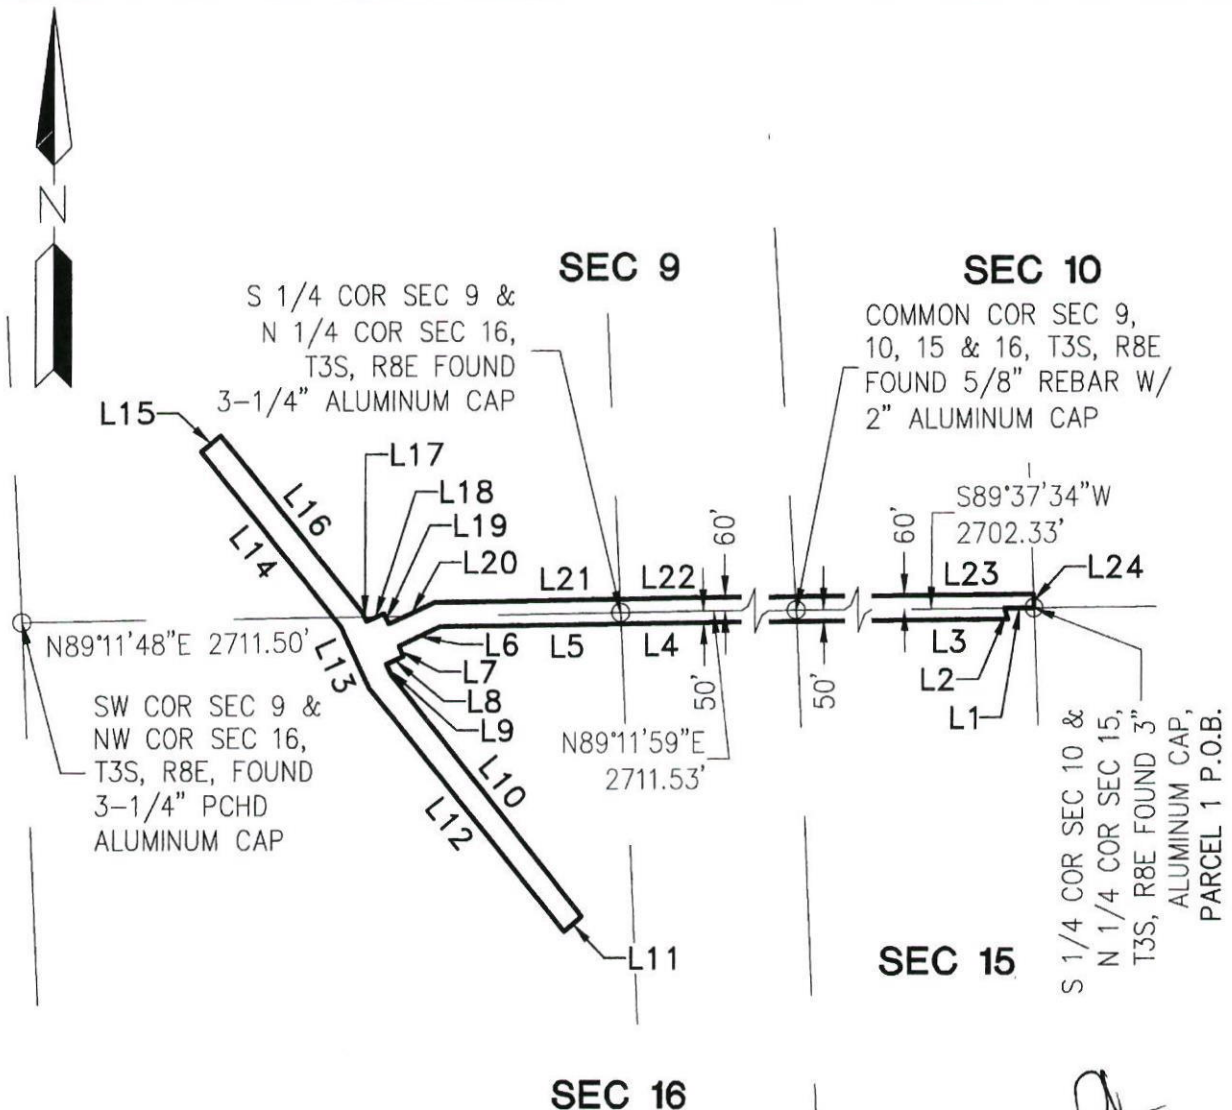 N
SEC 9
SEC 10
S 1/4 COR SEC 9 &
N 1/4 COR SEC 16,
T3S, R8E FOUND
3-1/4" ALUMINUM CAP
COMMON COR SEC 9,
10, 15 & 16, T3S, R8E
FOUND 5/8" REBAR W/
2" ALUMINUM CAP
L15
L17
L16
L18
L14
L19
L20
S89°37'34"W
2702.33'
60'
60'
L21
L22
L23
L24
N89°11'48"E 2711.50'
L13
L6
L5
L4
L3
L7
L2
L8
L1
L9
50'
50'
N89°11'59"E
2711.53'
SW COR SEC 9 &
NW COR SEC 16,
T3S, R8E, FOUND
3-1/4" PCHD
ALUMINUM CAP
L10
L12
L11
S 1/4 COR SEC 10 &
N 1/4 COR SEC 15,
T3S, R8E FOUND 3"
ALUMINUM CAP,
PARCEL 1 P.O.B.
SEC 15
SEC 16